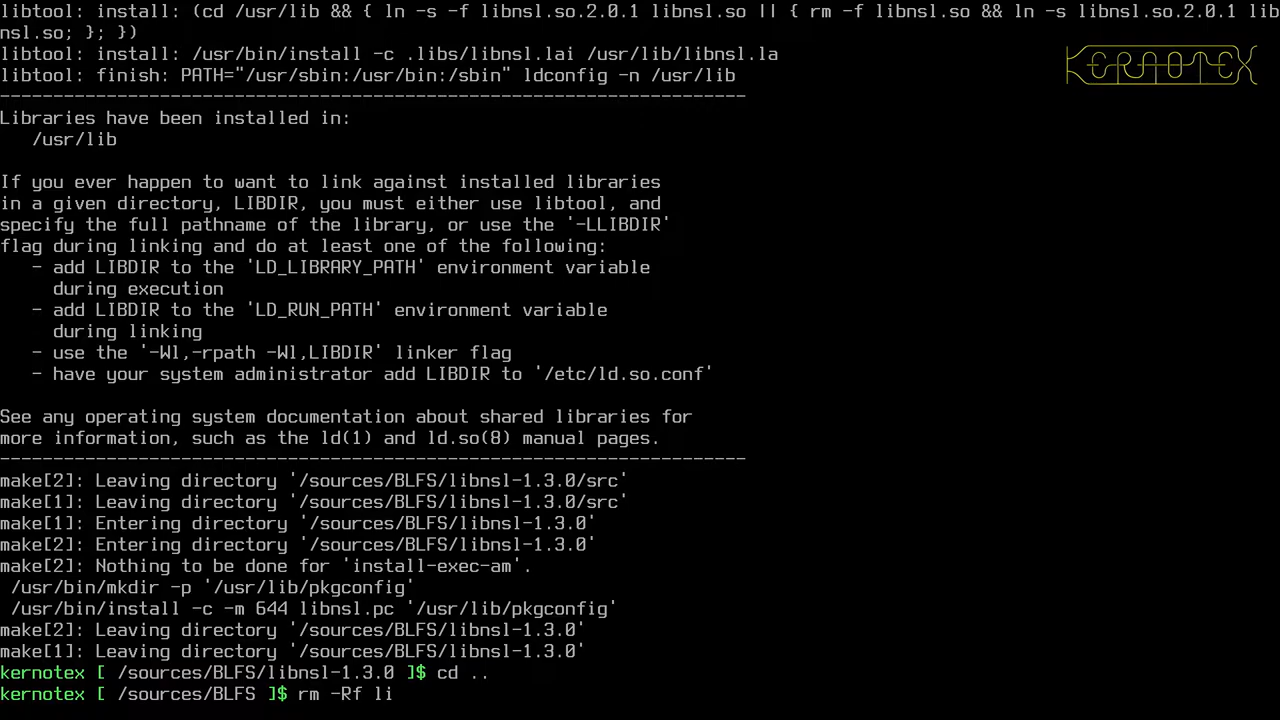 libtool: install: (cd /usr/lib && { ln -s -f libnsl.so.2.0.1 libnsl.so || { rm -f libnsl.so && ln -s libnsl.so.2.0.1 lib
nsl.so; }; })
libtool: install: /usr/bin/install -c .libs/libnsl.lai /usr/lib/libnsl.la
libtool: finish: PATH="/usr/sbin:/usr/bin:/sbin" ldconfig -n /usr/lib
KERNOTEX
----------------------------------------------------------------------
Libraries have been installed in:
   /usr/lib

If you ever happen to want to link against installed libraries
in a given directory, LIBDIR, you must either use libtool, and
specify the full pathname of the library, or use the '-LLIBDIR'
flag during linking and do at least one of the following:
   - add LIBDIR to the 'LD_LIBRARY_PATH' environment variable
     during execution
   - add LIBDIR to the 'LD_RUN_PATH' environment variable
     during linking
   - use the '-Wl,-rpath -Wl,LIBDIR' linker flag
   - have your system administrator add LIBDIR to '/etc/ld.so.conf'

See any operating system documentation about shared libraries for
more information, such as the ld(1) and ld.so(8) manual pages.
----------------------------------------------------------------------
make[2]: Leaving directory '/sources/BLFS/libnsl-1.3.0/src'
make[1]: Leaving directory '/sources/BLFS/libnsl-1.3.0/src'
make[1]: Entering directory '/sources/BLFS/libnsl-1.3.0'
make[2]: Entering directory '/sources/BLFS/libnsl-1.3.0'
make[2]: Nothing to be done for 'install-exec-am'.
 /usr/bin/mkdir -p '/usr/lib/pkgconfig'
 /usr/bin/install -c -m 644 libnsl.pc '/usr/lib/pkgconfig'
make[2]: Leaving directory '/sources/BLFS/libnsl-1.3.0'
make[1]: Leaving directory '/sources/BLFS/libnsl-1.3.0'
kernotex [ /sources/BLFS/libnsl-1.3.0 ]$ cd ..
kernotex [ /sources/BLFS ]$ rm -Rf li